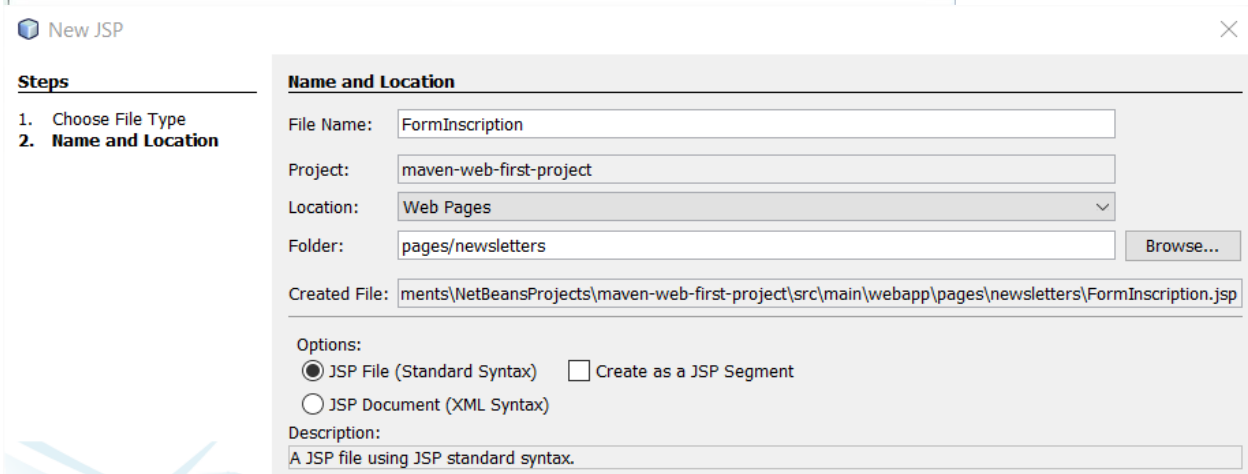 New JSP
Steps
1. Choose File Type
2. Name and Location
Name and Location
File Name: FormInscription
Project: maven-web-first-project
Location: Web Pages
Folder: pages/newsletters Browse...
Created File: ments\NetBeansProjects\maven-web-first-project\src\main\webapp\pages\newsletters\FormInscription.jsp
Options:
JSP File (Standard Syntax) Create as a JSP Segment
JSP Document (XML Syntax)
Description:
A JSP file using JSP standard syntax.